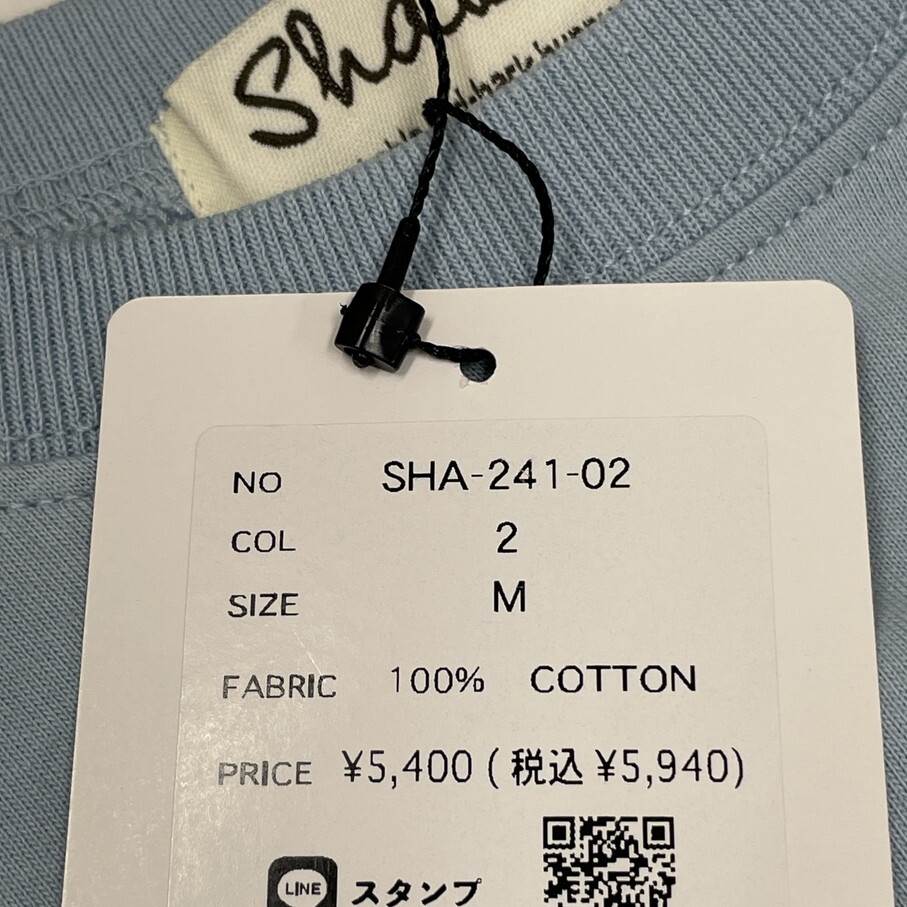 NO SHA-241-02
COL 2
SIZE M
FABRIC 100% COTTON
PRICE ¥5,400 (税込 ¥5,940)
LINE スタンプ